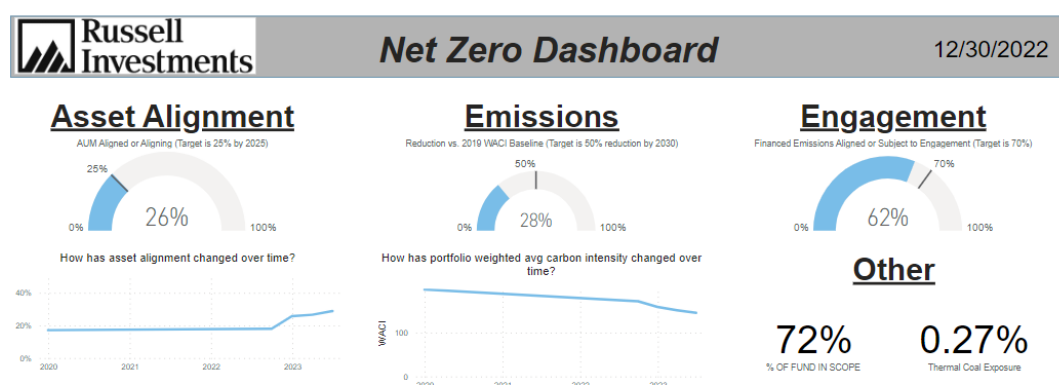 Russell
Investments
Net Zero Dashboard
12/30/2022
Asset Alignment
AUM Aligned or Aligning (Target is 25% by 2025)
25%
26%
0%
100%
How has asset alignment changed over time?
40%
20%
0%
2020
2021
2022
2023
Emissions
Reduction vs. 2019 WACI Baseline (Target is 50% reduction by 2030)
50%
28%
0%
100%
How has portfolio weighted avg carbon intensity changed over
time?
WACI
100
0
2020
2021
2022
2023
Engagement
Financed Emissions Aligned or Subject to Engagement (Target is 70%)
70%
62%
0%
100%
Other
72%
% OF FUND IN SCOPE
0.27%
Thermal Coal Exposure